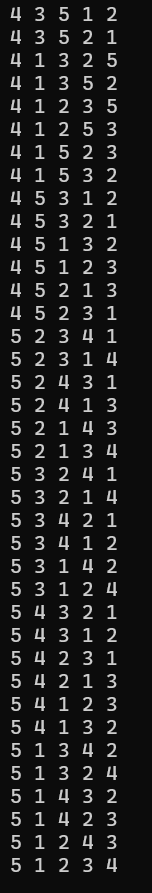 4 3 5 1 2
4 3 5 2 1
4 1 3 2 5
4 1 3 5 2
4 1 2 3 5
4 1 2 5 3
4 1 5 2 3
4 1 5 3 2
4 5 3 1 2
4 5 3 2 1
4 5 1 3 2
4 5 1 2 3
4 5 2 1 3
4 5 2 3 1
5 2 3 4 1
5 2 3 1 4
5 2 4 3 1
5 2 4 1 3
5 2 1 4 3
5 2 1 3 4
5 3 2 4 1
5 3 2 1 4
5 3 4 2 1
5 3 4 1 2
5 3 1 4 2
5 3 1 2 4
5 4 3 2 1
5 4 3 1 2
5 4 2 3 1
5 4 2 1 3
5 4 1 2 3
5 4 1 3 2
5 1 3 4 2
5 1 3 2 4
5 1 4 3 2
5 1 4 2 3
5 1 2 4 3
5 1 2 3 4